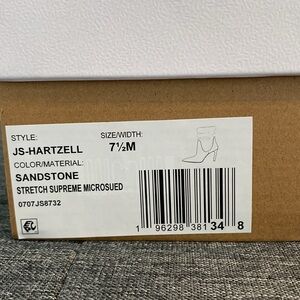 STYLE:
JS-HARTZELL
SIZE/WIDTH:
7½M
COLOR/MATERIAL:
SANDSTONE
STRETCH SUPREME MICROSUED
0707JS8732
1 96298 38134 8